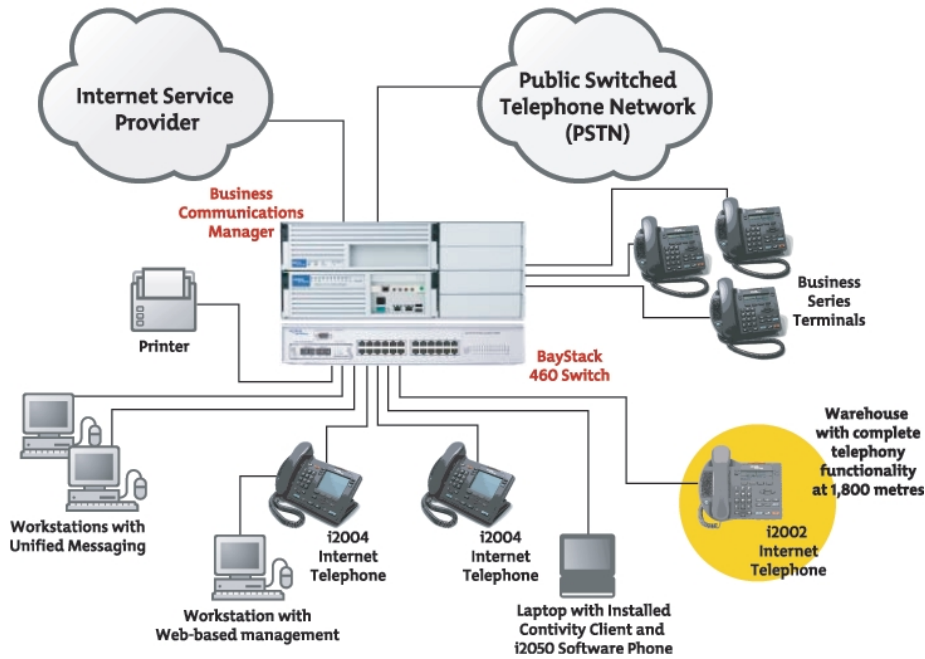 Internet Service
Provider
Public Switched
Telephone Network
(PSTN)
Business
Communications
Manager
Printer
Business
Series
Terminals
BayStack
460 Switch
Workstations with
Unified Messaging
i2004
Internet
Telephone
i2004
Internet
Telephone
Workstation with
Web-based management
Laptop with Installed
Contivity Client and
i2050 Software Phone
Warehouse
with complete
telephony
functionality
at 1,800 metres
i2002
Internet
Telephone